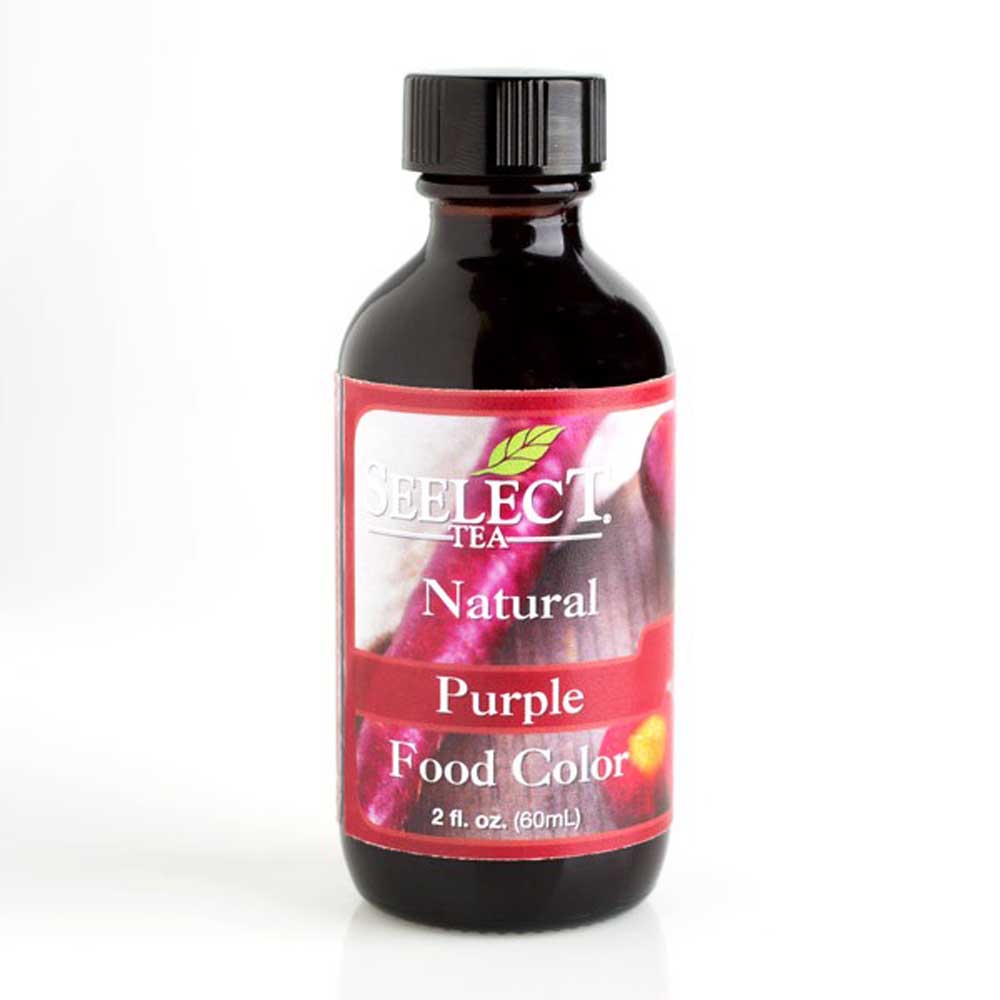 SEELECT®
TEA
Natural
Purple
Food Color
2 fl. oz. (60mL)